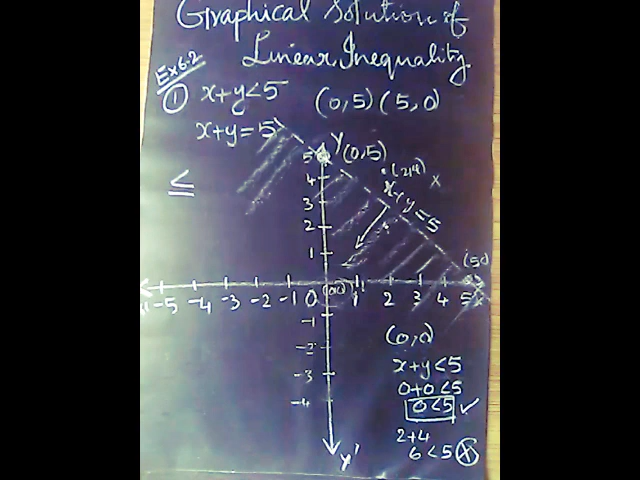 Graphical Solution of
Linear Inequality
Ex 6.2
① x+y<5 (0,5) (5,0)
x+y=5
≤
Y
5 (0,5)
4
3
2
1
(2,4) x
x+y=5
(5,0)
-5 -4 -3 -2 -1 0 (0,0) 1 2 3 4 5 X
-1
-2
-3
-4
Y'
(0,0)
x+y<5
0+0<5
0<5 ✓
2+4
6<5 ⓧ